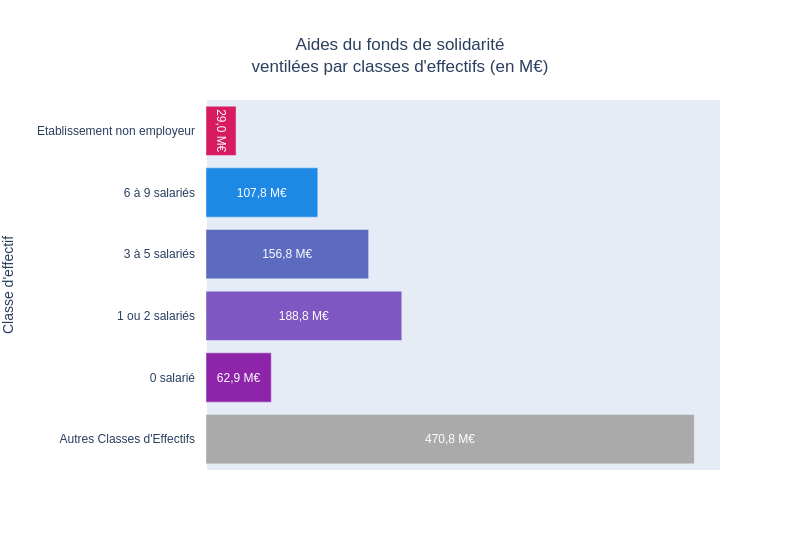 Aides du fonds de solidarité
ventilées par classes d'effectifs (en M€)
Classe d'effectif
Etablissement non employeur
29,0 M€
6 à 9 salariés
107,8 M€
3 à 5 salariés
156,8 M€
1 ou 2 salariés
188,8 M€
0 salarié
62,9 M€
Autres Classes d'Effectifs
470,8 M€